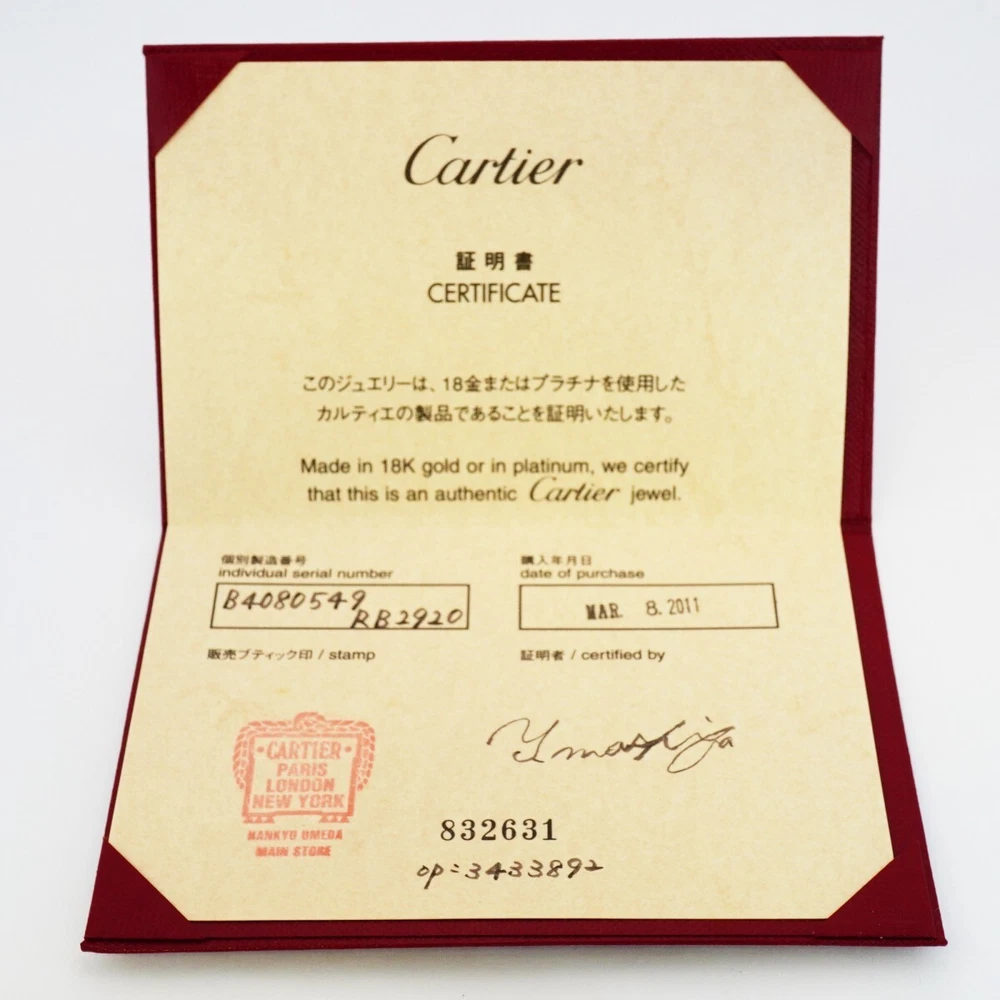 Cartier
証明書
CERTIFICATE
このジュエリーは、18金またはプラチナを使用した
カルティエの製品であることを証明いたします。
Made in 18K gold or in platinum, we certify
that this is an authentic Cartier jewel.
個別製造番号
individual serial number
B4080549
RB2920
購入年月日
date of purchase
MAR. 8. 2011
販売ブティック印 / stamp
証明者 / certified by
·CARTIER·
PARIS
LONDON
NEW YORK
HANKYO UMEDA
MAIN STORE
832631
op=3433892